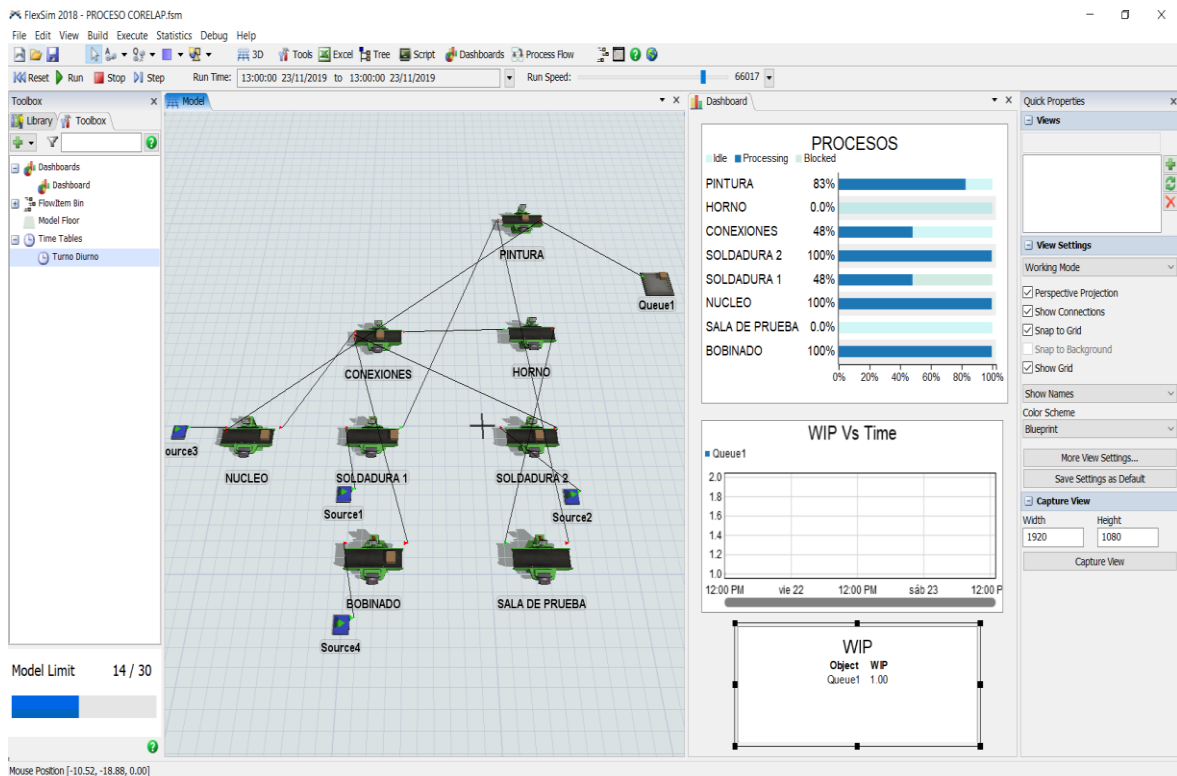 FlexSim 2018 - PROCESO CORELAP.fsm
File Edit View Build Execute Statistics Debug Help
3D Tools Excel Tree Script Dashboards Process Flow
Reset Run Stop Step Run Time: 13:00:00 23/11/2019 to 13:00:00 23/11/2019 Run Speed: 66017
Toolbox
Library Toolbox
Dashboards
Dashboard
FlowItem Bin
Model Floor
Time Tables
Turno Diurno
Model Limit 14 / 30
Model
PINTURA
Queue1
CONEXIONES
HORNO
ource3
NUCLEO
SOLDADURA 1
SOLDADURA 2
Source1
Source2
BOBINADO
SALA DE PRUEBA
Source4
Dashboard
PROCESOS
Idle Processing Blocked
PINTURA 83%
HORNO 0.0%
CONEXIONES 48%
SOLDADURA 2 100%
SOLDADURA 1 48%
NUCLEO 100%
SALA DE PRUEBA 0.0%
BOBINADO 100%
0% 20% 40% 60% 80% 100%
WIP Vs Time
Queue1
2.0
1.8
1.6
1.4
1.2
1.0
12:00 PM vie 22 12:00 PM sáb 23 12:00 P
WIP
Object WIP
Queue1 1.00
Quick Properties
Views
View Settings
Working Mode
Perspective Projection
Show Connections
Snap to Grid
Snap to Background
Show Grid
Show Names
Color Scheme
Blueprint
More View Settings...
Save Settings as Default
Capture View
Width Height
1920 1080
Capture View
Mouse Position [-10.52, -18.88, 0.00]